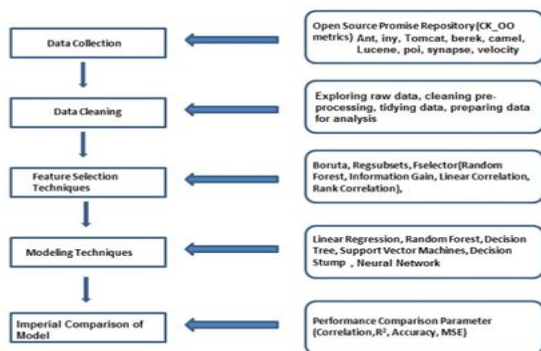 Data Collection
Open Source Promise Repository(CK_OO
metrics) Ant, iny, Tomcat, berek, camel,
Lucene, poi, synapse, velocity
Data Cleaning
Exploring raw data, cleaning pre-
processing, tidying data, preparing data
for analysis
Feature Selection
Techniques
Boruta, Regsubsets, Fselector(Random
Forest, Information Gain, Linear Correlation,
Rank Correlation),
Modeling Techniques
Linear Regression, Random Forest, Decision
Tree, Support Vector Machines, Decision
Stump , Neural Network
Imperial Comparison of
Model
Performance Comparison Parameter
(Correlation,R², Accuracy, MSE)